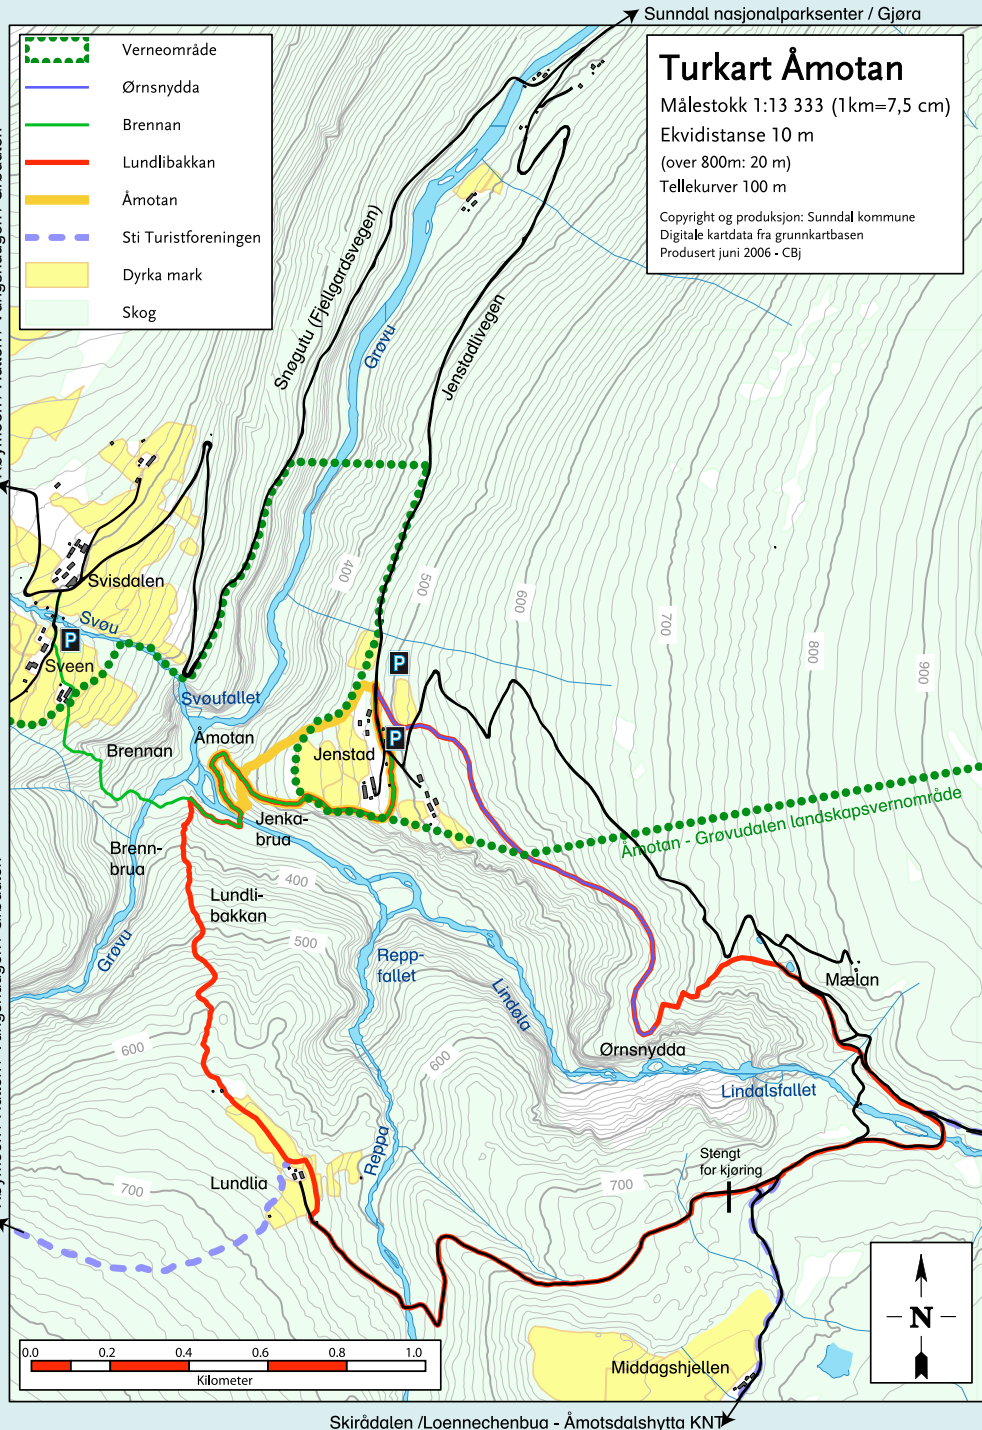 Sunndal nasjonalparksenter / Gjøra
Verneområde
Ørnsnydda
Brennan
Lundlibakkan
Åmotan
Sti Turistforeningen
Dyrka mark
Skog
Turkart Åmotan
Målestokk 1:13 333 (1km=7,5 cm)
Ekvidistanse 10 m
(over 800m: 20 m)
Tellekurver 100 m
Copyright og produksjon: Sunndal kommune
Digitale kartdata fra grunnkartbasen
Produsert juni 2006 - CBj
Snøgutu (Fjellgardsvegen)
Grøvu
Jenstadlivegen
400
500
600
700
800
900
Svisdalen
Svøu
P
Sveen
P
Svøufallet
Åmotan
Brennan
P
Jenstad
Jenka-
brua
Åmotan - Grøvudalen landskapsvernområde
Brenn-
brua
400
Lundli-
bakkan
500
Grøvu
Repp-
fallet
Lindøla
Mælan
600
600
Ørnsnydda
Lindalsfallet
Reppa
Stengt
for kjøring
Lundlia
700
700
N
0.0
0.2
0.4
0.6
0.8
1.0
Kilometer
Middagshjellen
Skirådalen /Loennechenbua - Åmotsdalshytta KNT